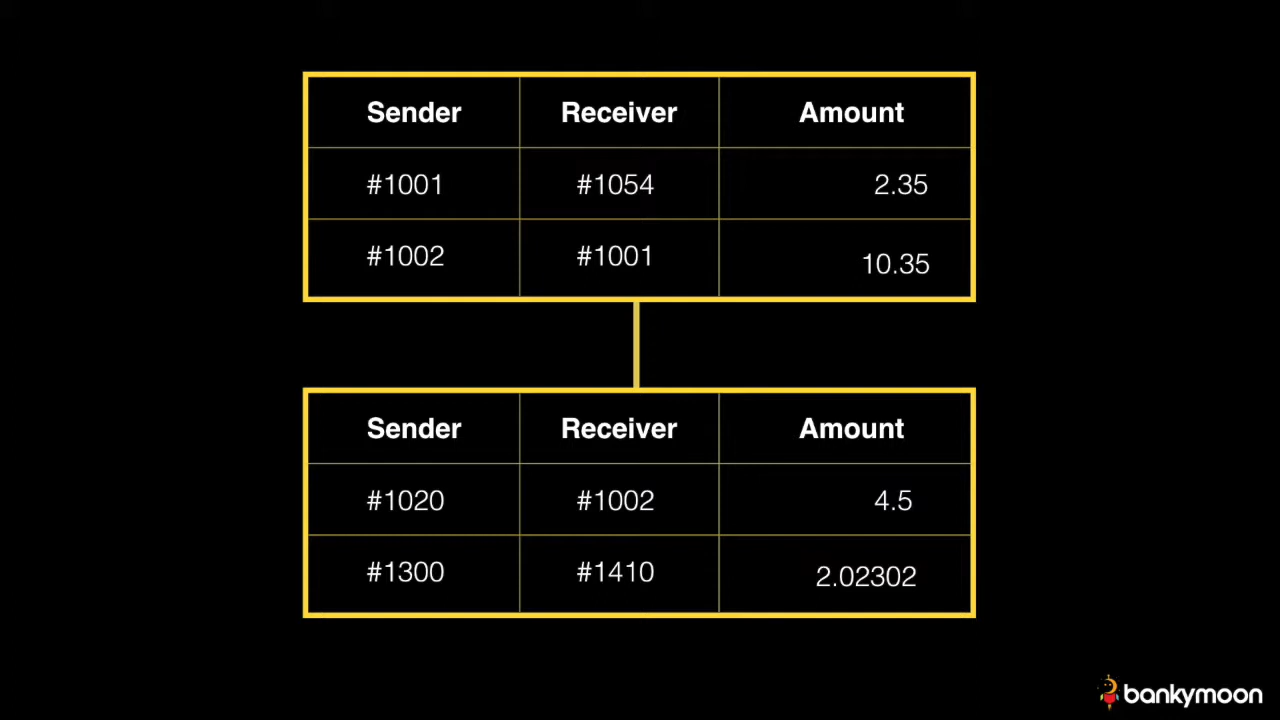 Sender Receiver Amount
#1001 #1054 2.35
#1002 #1001 10.35
Sender Receiver Amount
#1020 #1002 4.5
#1300 #1410 2.02302
bankymoon